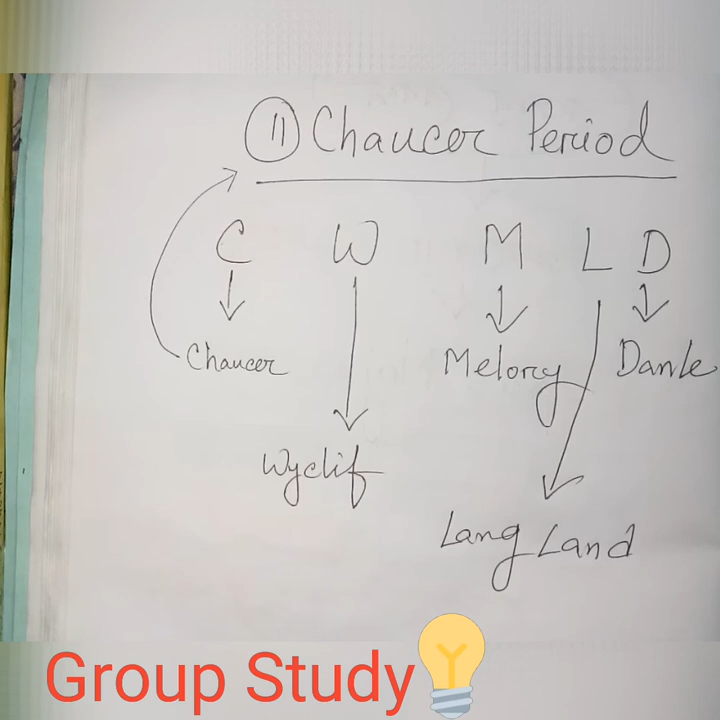 11 Chaucer Period
C W M L D
Chaucer Melory Dante
Wyclif
Lang Land
Group Study